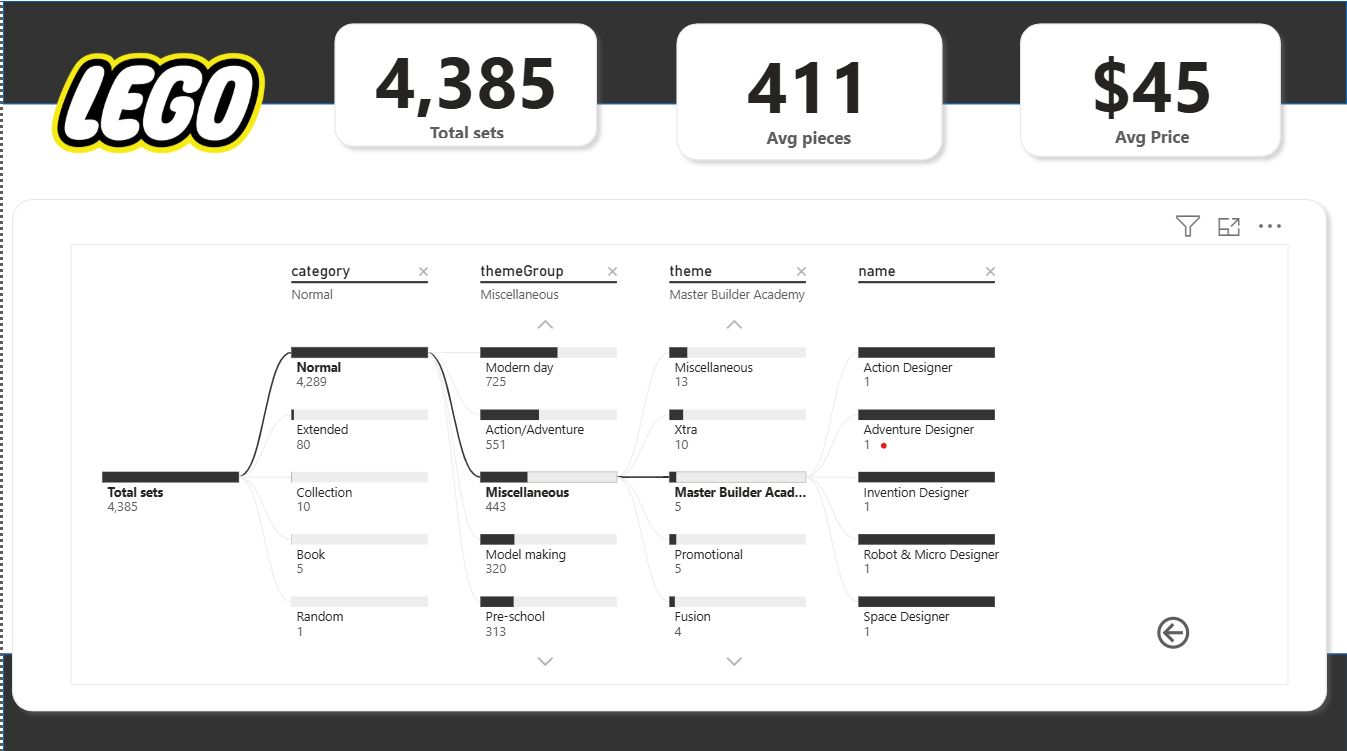 LEGO
4,385
Total sets
411
Avg pieces
$45
Avg Price
category
Normal
themeGroup
Miscellaneous
theme
Master Builder Academy
name
Total sets
4,385
Normal
4,289
Extended
80
Collection
10
Book
5
Random
1
Modern day
725
Action/Adventure
551
Miscellaneous
443
Model making
320
Pre-school
313
Miscellaneous
13
Xtra
10
Master Builder Acad...
5
Promotional
5
Fusion
4
Action Designer
1
Adventure Designer
1
Invention Designer
1
Robot & Micro Designer
1
Space Designer
1